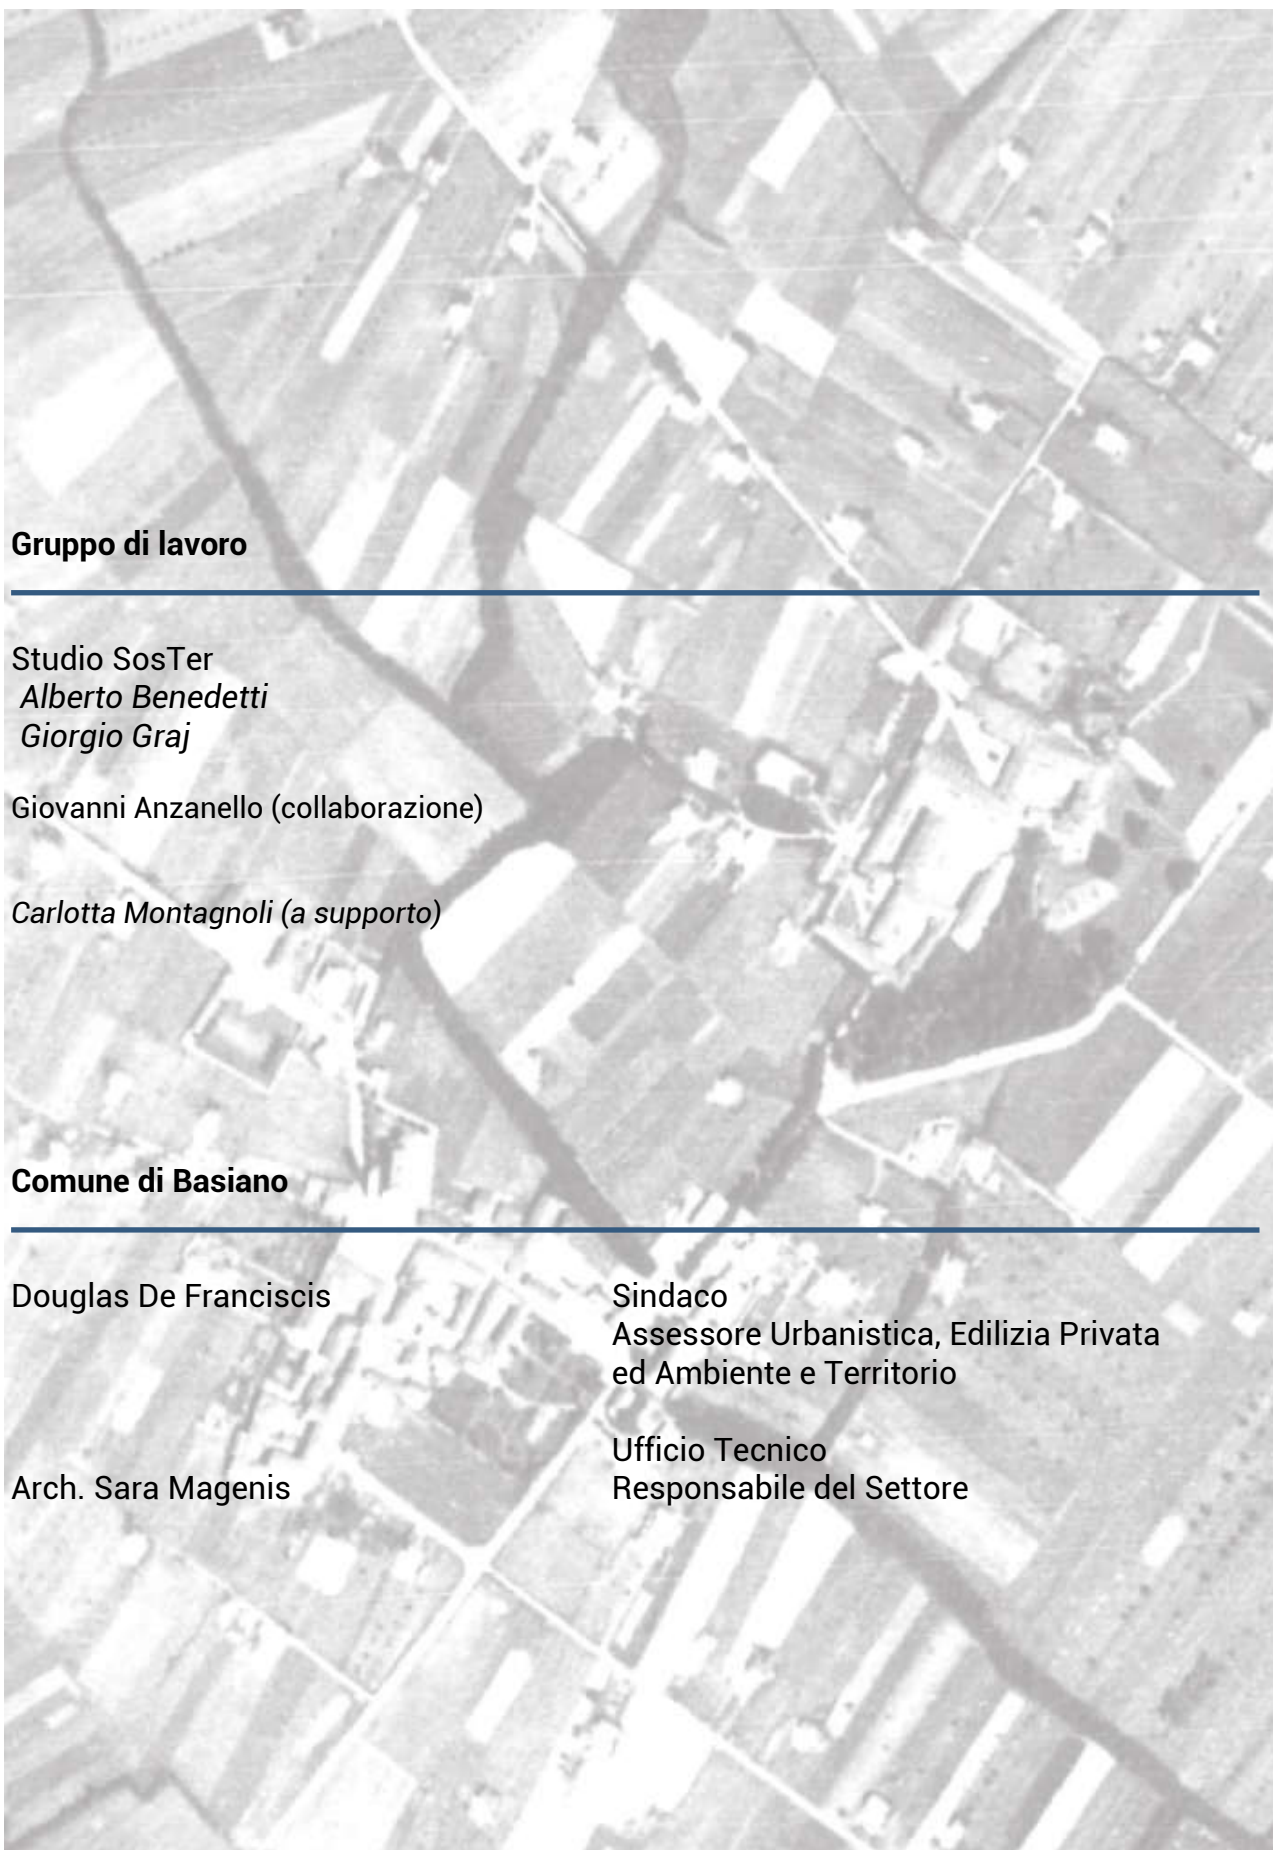 Gruppo di lavoro
Studio SosTer
Alberto Benedetti
Giorgio Graj
Giovanni Anzanello (collaborazione)
Carlotta Montagnoli (a supporto)
Comune di Basiano
Douglas De Franciscis
Sindaco
Assessore Urbanistica, Edilizia Privata
ed Ambiente e Territorio
Ufficio Tecnico
Arch. Sara Magenis
Responsabile del Settore